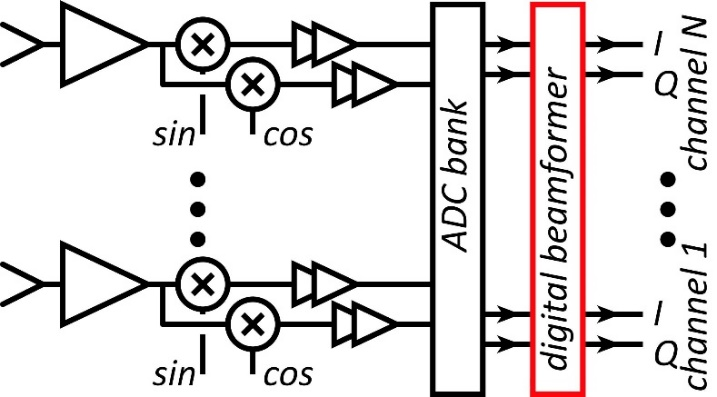 I
Q
channel N
sin
cos
ADC bank
digital beamformer
I
Q
channel 1
sin
cos